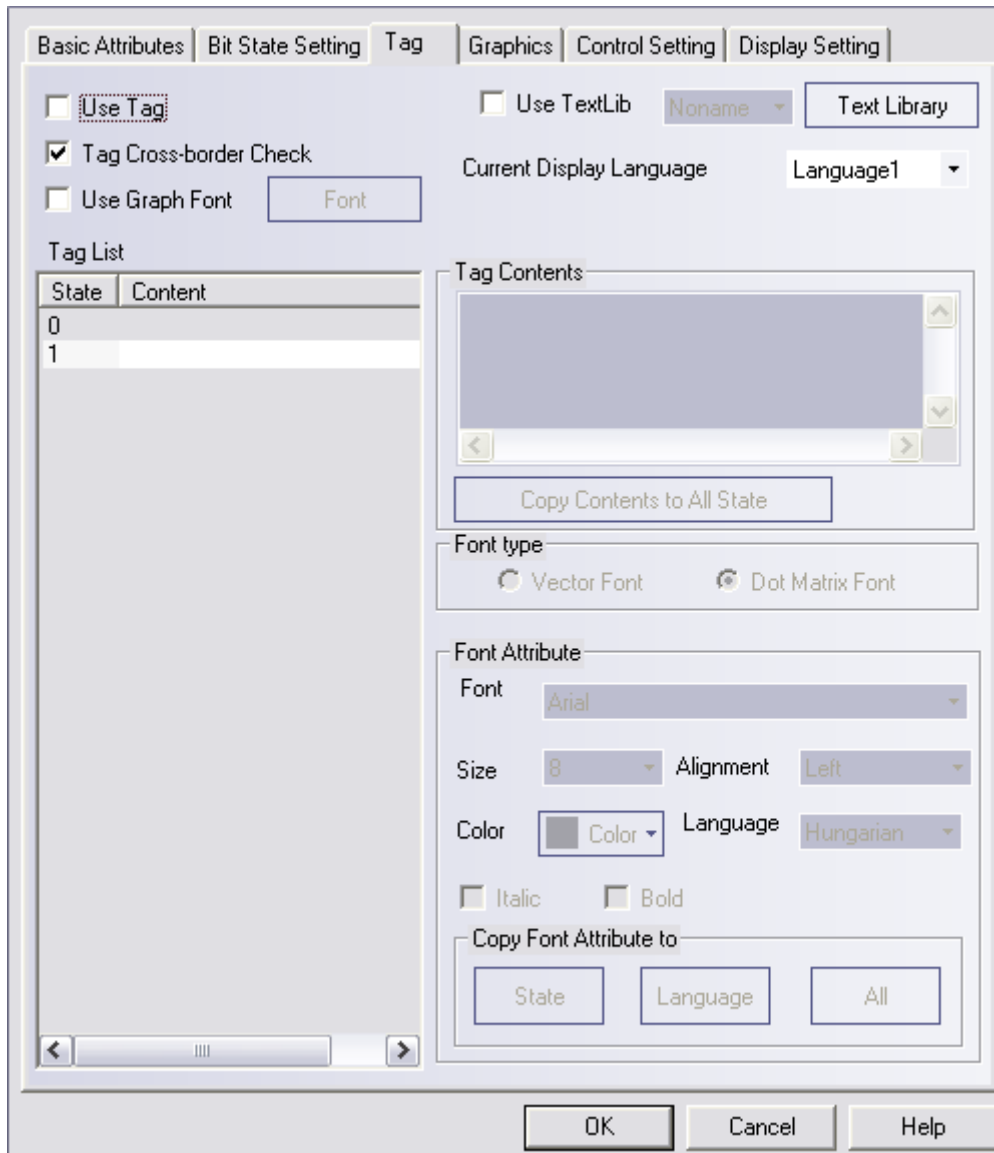 Basic Attributes Bit State Setting Tag Graphics Control Setting Display Setting
Use Tag
Use TextLib Noname Text Library
Tag Cross-border Check
Current Display Language Language1
Use Graph Font Font
Tag List
State Content
0
1
Tag Contents
Copy Contents to All State
Font type
Vector Font Dot Matrix Font
Font Attribute
Font Arial
Size 8 Alignment Left
Color Color Language Hungarian
Italic Bold
Copy Font Attribute to
State Language All
OK Cancel Help